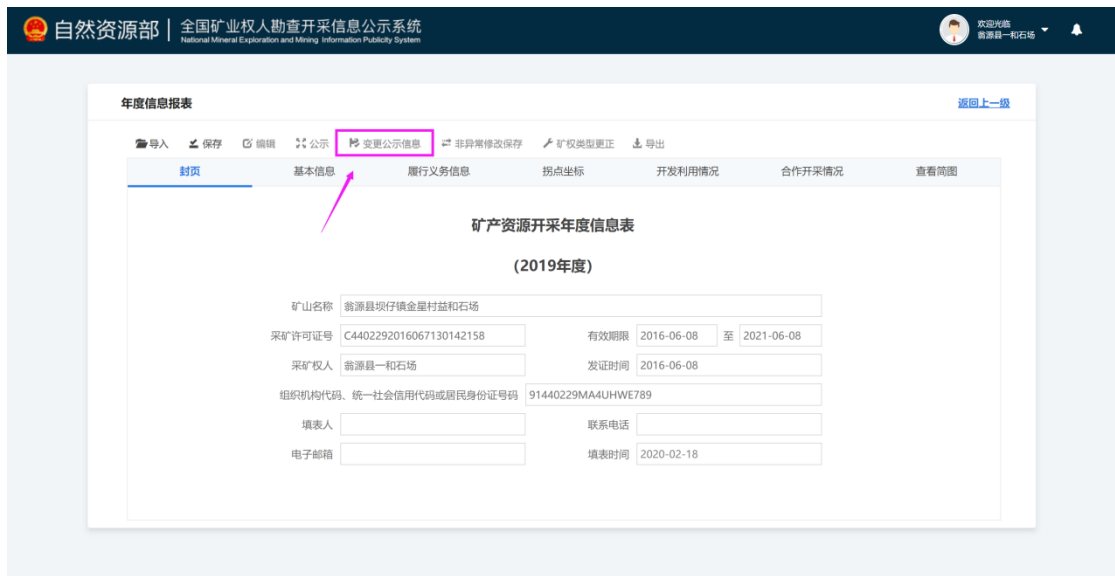 自然资源部 全国矿业权人勘查开采信息公示系统
National Mineral Exploration and Mining Information Publicity System
欢迎光临
翁源县一和石场
年度信息报表 返回上一级
导入 保存 编辑 公示 变更公示信息 非异常修改保存 矿权类型更正 导出
封页 基本信息 履行义务信息 拐点坐标 开发利用情况 合作开采情况 查看简图
矿产资源开采年度信息表
(2019年度)
矿山名称 翁源县坝仔镇金星村益和石场
采矿许可证号 C4402292016067130142158 有效期限 2016-06-08 至 2021-06-08
采矿权人 翁源县一和石场 发证时间 2016-06-08
组织机构代码、统一社会信用代码或居民身份证号码 91440229MA4UHWE789
填表人 联系电话
电子邮箱 填表时间 2020-02-18